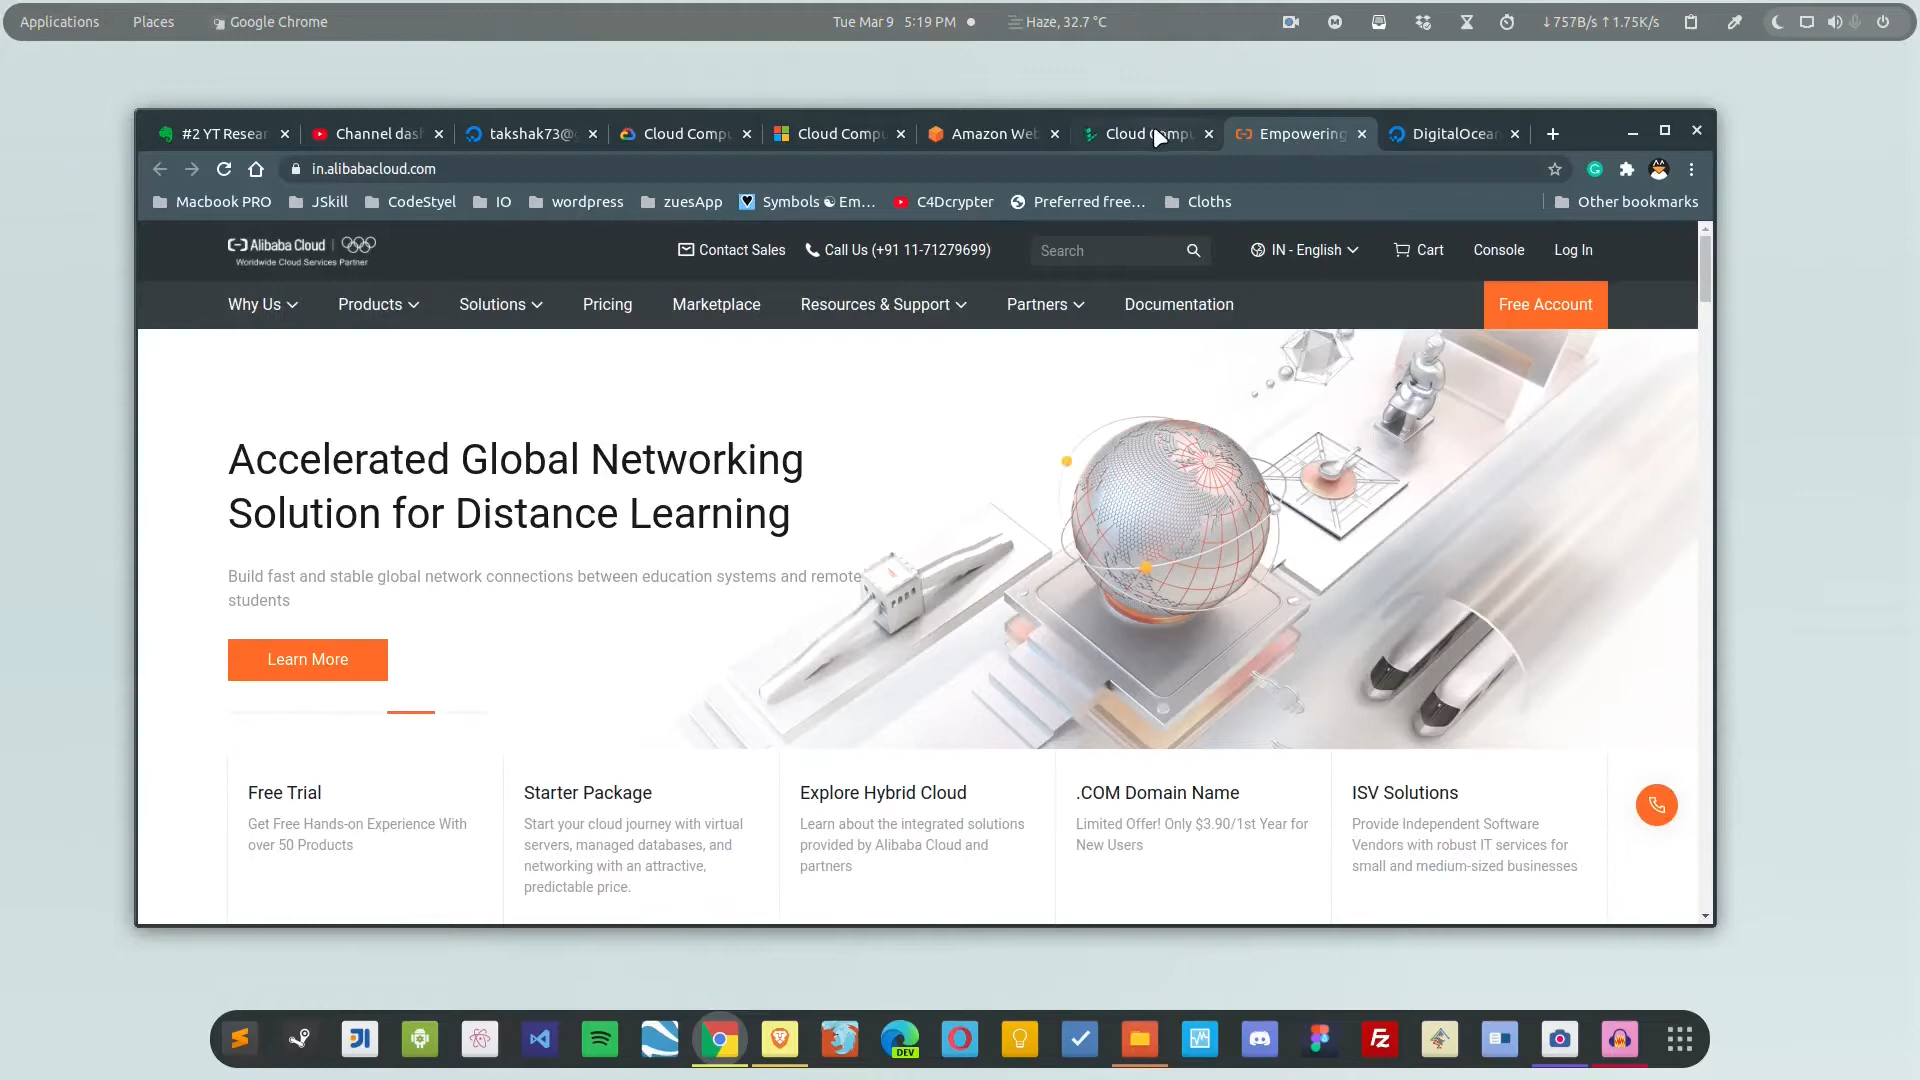 Applications
Places
Google Chrome
Tue Mar 9 5:19 PM
Haze, 32.7 °C
↓757B/s ↑1.75K/s
#2 YT Resear
Channel das
takshak73@g
Cloud Compu
Cloud Compu
Amazon Web
Cloud Compu
Empowering
DigitalOcean
in.alibabacloud.com
Macbook PRO
JSkill
CodeStyel
IO
wordpress
zuesApp
Symbols ☯ Em...
C4Dcrypter
Preferred free...
Cloths
Other bookmarks
Alibaba Cloud
Worldwide Cloud Services Partner
Contact Sales
Call Us (+91 11-71279699)
Search
IN - English
Cart
Console
Log In
Why Us
Products
Solutions
Pricing
Marketplace
Resources & Support
Partners
Documentation
Free Account
Accelerated Global Networking
Solution for Distance Learning
Build fast and stable global network connections between education systems and remote
students
Learn More
Free Trial
Get Free Hands-on Experience With
over 50 Products
Starter Package
Start your cloud journey with virtual
servers, managed databases, and
networking with an attractive,
predictable price.
Explore Hybrid Cloud
Learn about the integrated solutions
provided by Alibaba Cloud and
partners
.COM Domain Name
Limited Offer! Only $3.90/1st Year for
New Users
ISV Solutions
Provide Independent Software
Vendors with robust IT services for
small and medium-sized businesses
DEV